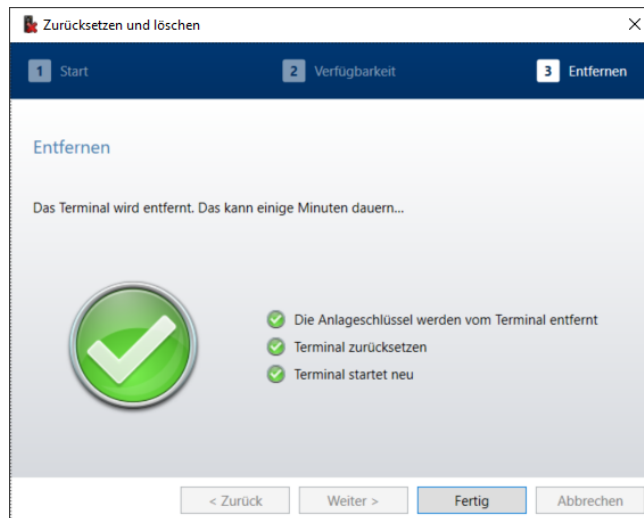 Zurücksetzen und löschen
1 Start
2 Verfügbarkeit
3 Entfernen
Entfernen
Das Terminal wird entfernt. Das kann einige Minuten dauern...
Die Anlageschlüssel werden vom Terminal entfernt
Terminal zurücksetzen
Terminal startet neu
< Zurück
Weiter >
Fertig
Abbrechen